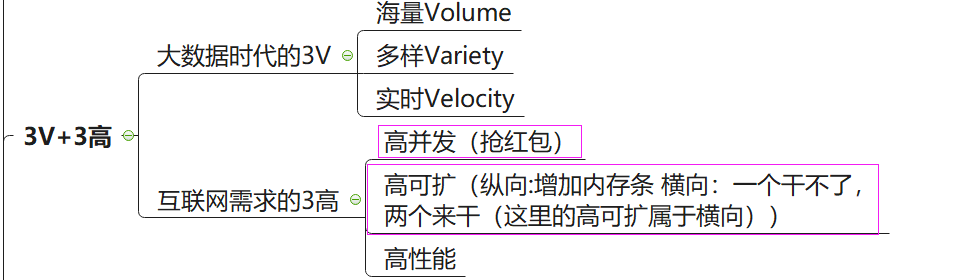 海量Volume
大数据时代的3V
多样Variety
实时Velocity
3V+3高
高并发（抢红包）
互联网需求的3高
高可扩（纵向:增加内存条 横向：一个干不了，
两个来干（这里的高可扩属于横向））
高性能